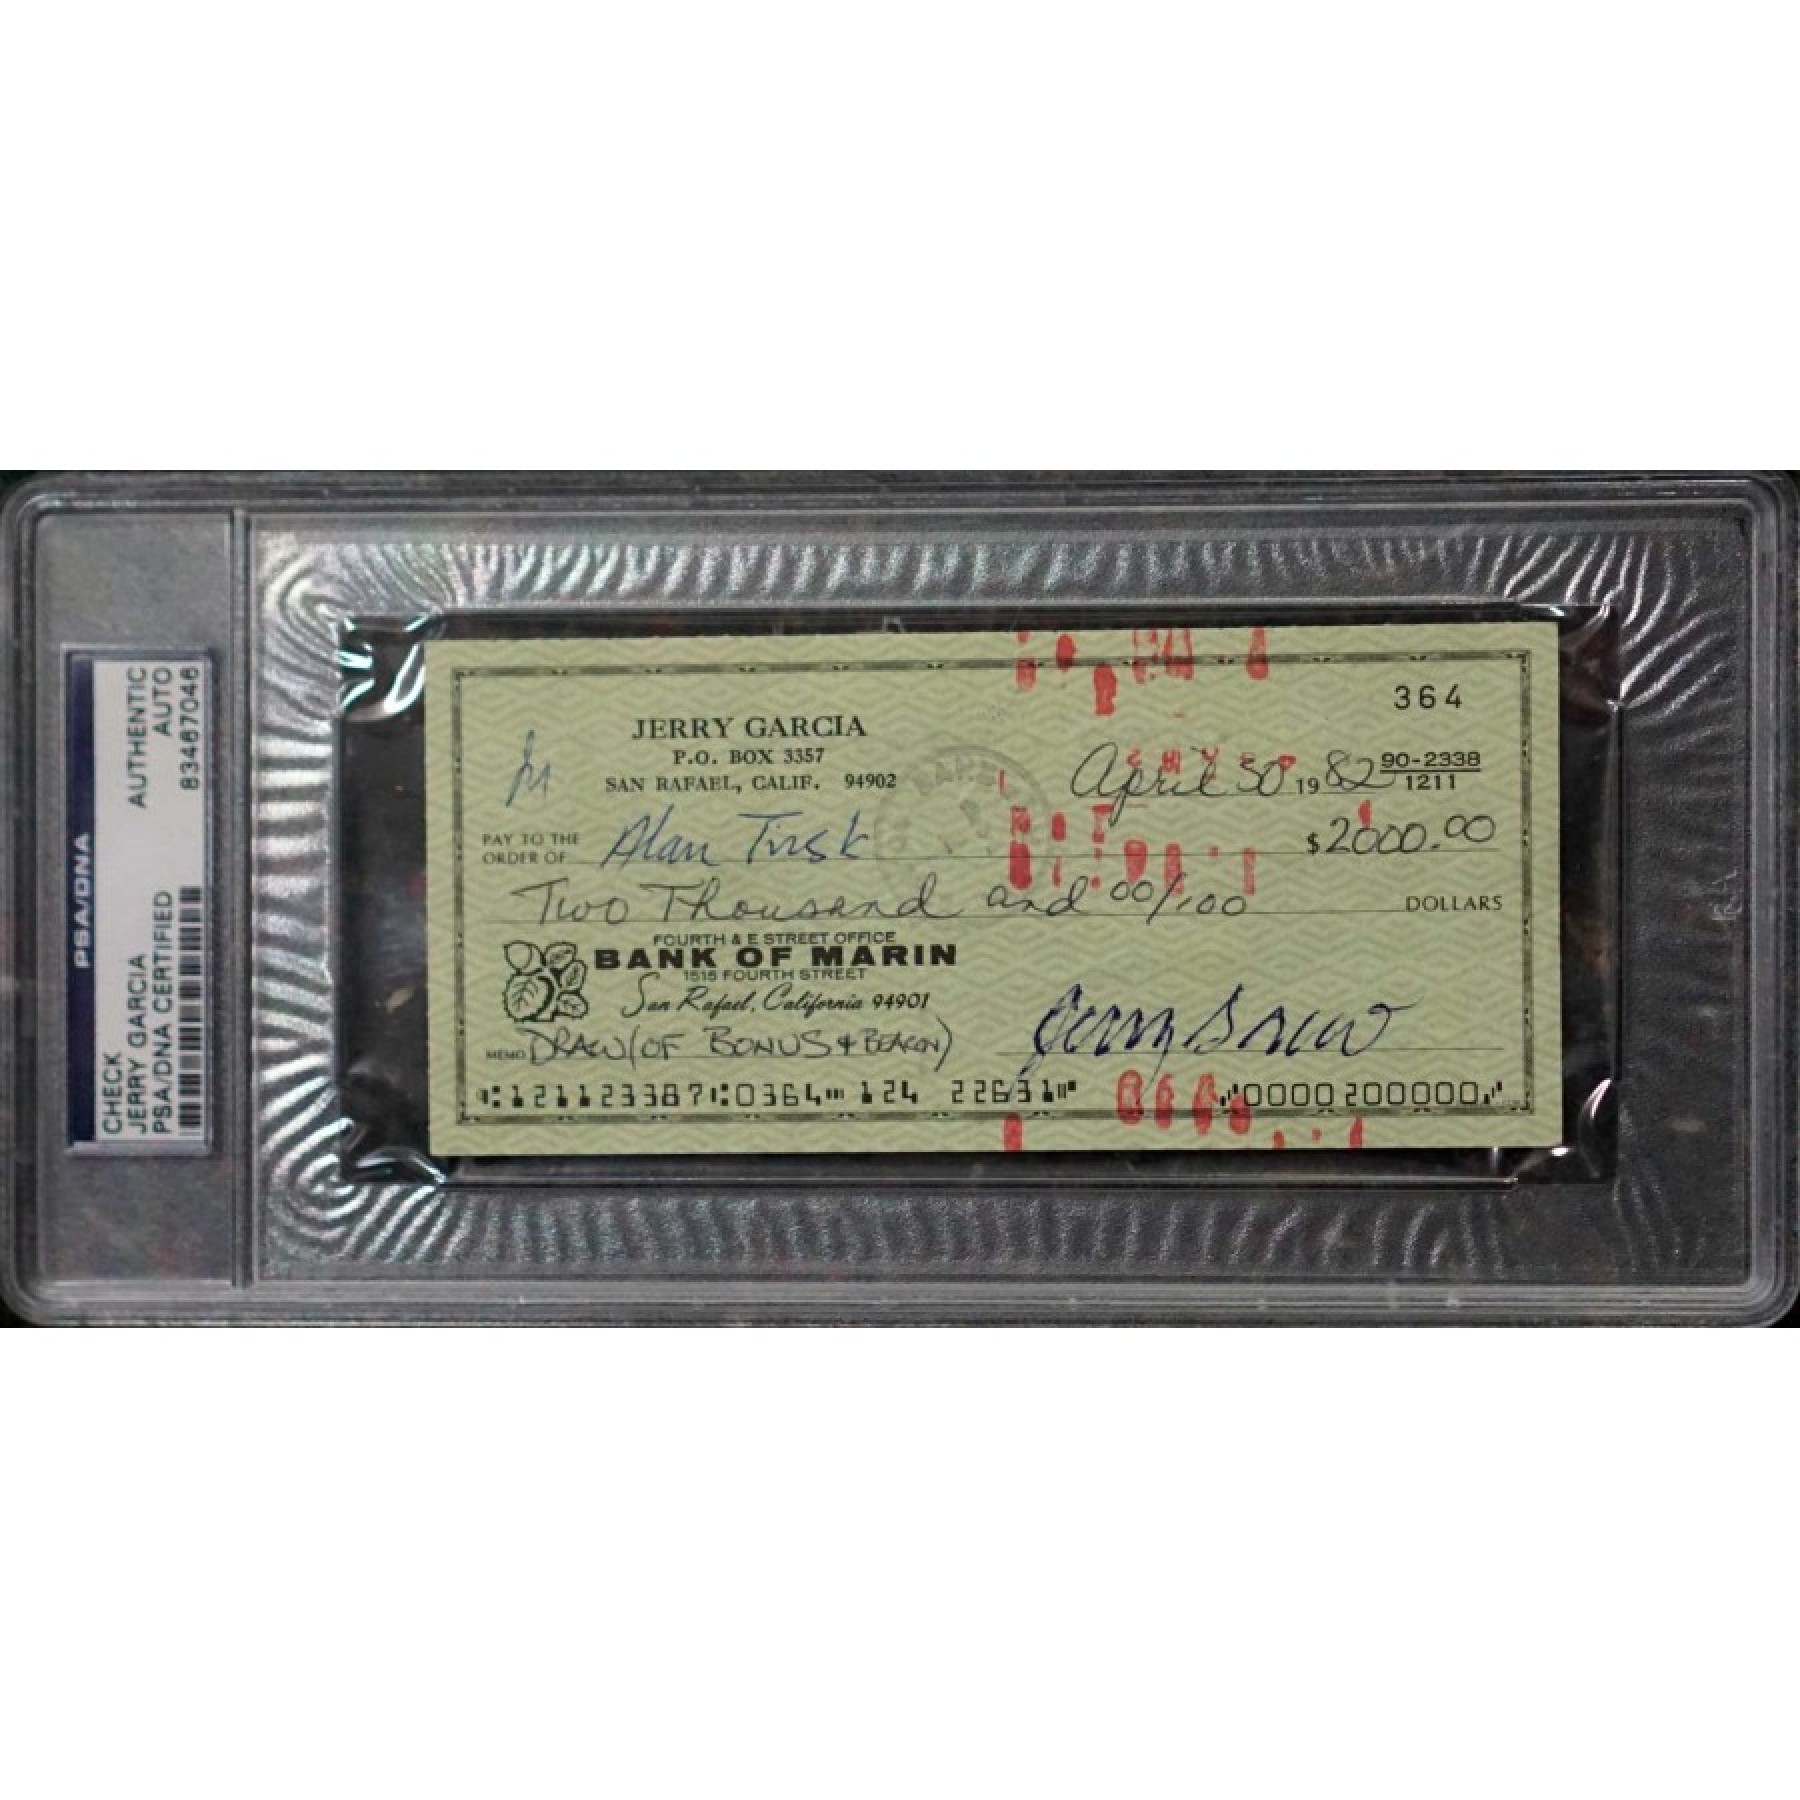 PSA/DNA
CHECK AUTHENTIC
JERRY GARCIA AUTO
PSA/DNA CERTIFIED 83467046
364
JERRY GARCIA
P.O. BOX 3357
SAN RAFAEL, CALIF. 94902
April 30 1982 90-2338
1211
PAY TO THE
ORDER OF Alan Tirsk $2000.00
Two Thousand and 00/100 DOLLARS
FOURTH & E STREET OFFICE
BANK OF MARIN
1515 FOURTH STREET
San Rafael, California 94901
MEMO DRAW (OF BONUS & BEACON) Jerry Garcia
⑆121123387⑆0364⑈ 124 22631⑈ ⑇0000200000⑇